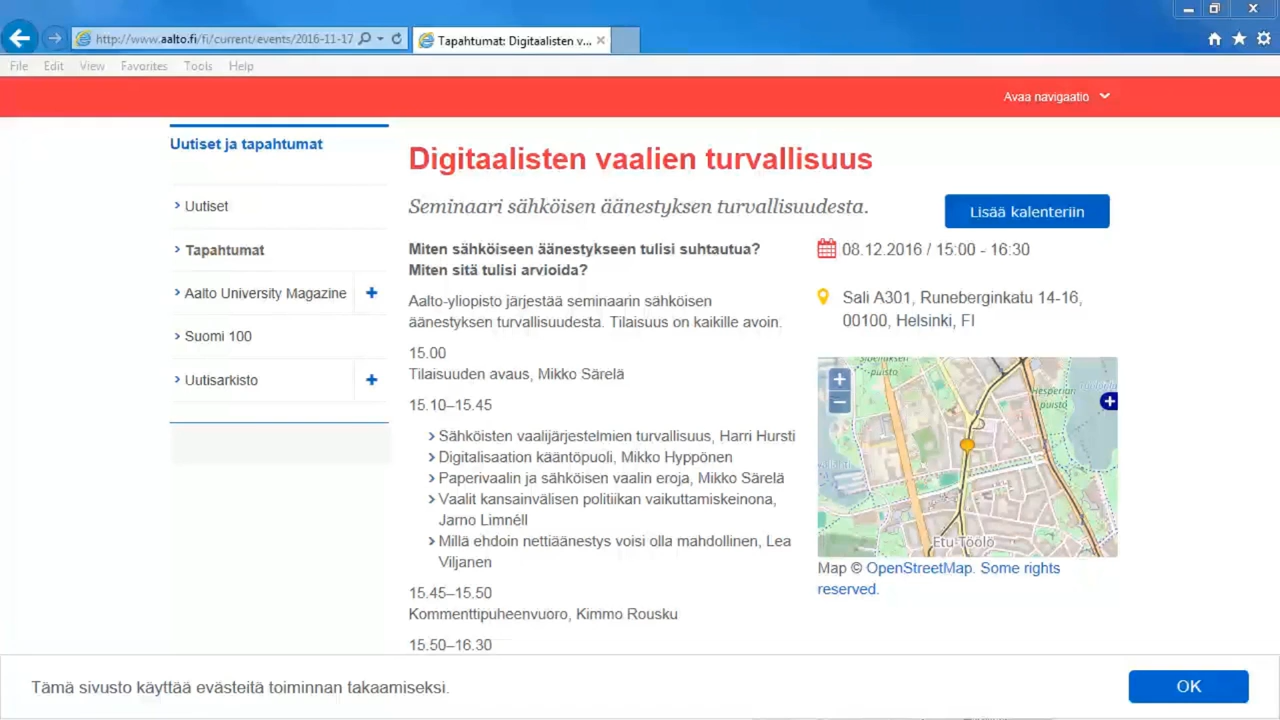 http://www.aalto.fi/fi/current/events/2016-11-17
Tapahtumat: Digitaalisten v...
File Edit View Favorites Tools Help
Avaa navigaatio
Uutiset ja tapahtumat
Uutiset
Tapahtumat
Aalto University Magazine
Suomi 100
Uutisarkisto
Digitaalisten vaalien turvallisuus
Seminaari sähköisen äänestyksen turvallisuudesta.
Miten sähköiseen äänestykseen tulisi suhtautua?
Miten sitä tulisi arvioida?
Aalto-yliopisto järjestää seminaarin sähköisen
äänestyksen turvallisuudesta. Tilaisuus on kaikille avoin.
15.00
Tilaisuuden avaus, Mikko Särelä
15.10–15.45
Sähköisten vaalijärjestelmien turvallisuus, Harri Hursti
Digitalisaation kääntöpuoli, Mikko Hyppönen
Paperivaalin ja sähköisen vaalin eroja, Mikko Särelä
Vaalit kansainvälisen politiikan vaikuttamiskeinona,
Jarno Limnéll
Millä ehdoin nettiäänestys voisi olla mahdollinen, Lea
Viljanen
15.45–15.50
Kommenttipuheenvuoro, Kimmo Rousku
15.50–16.30
Lisää kalenteriin
08.12.2016 / 15:00 - 16:30
Sali A301, Runeberginkatu 14-16,
00100, Helsinki, FI
-puisto
Hesperian
puisto
Etu-Töölö
Map © OpenStreetMap. Some rights
reserved.
Tämä sivusto käyttää evästeitä toiminnan takaamiseksi.
OK